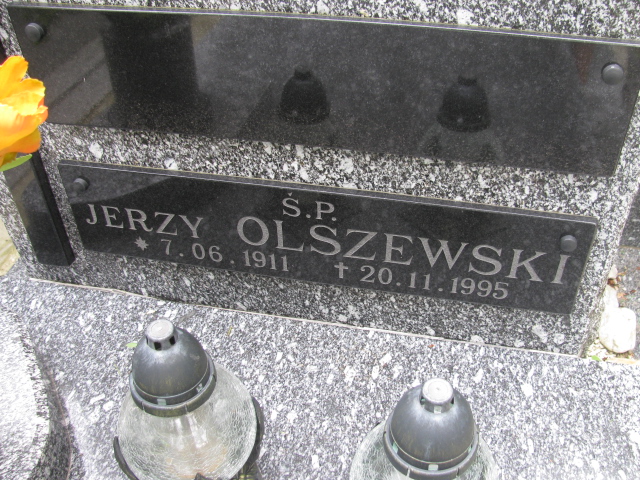 Ś.P.
JERZY OLSZEWSKI
* 7.06.1911 † 20.11.1995